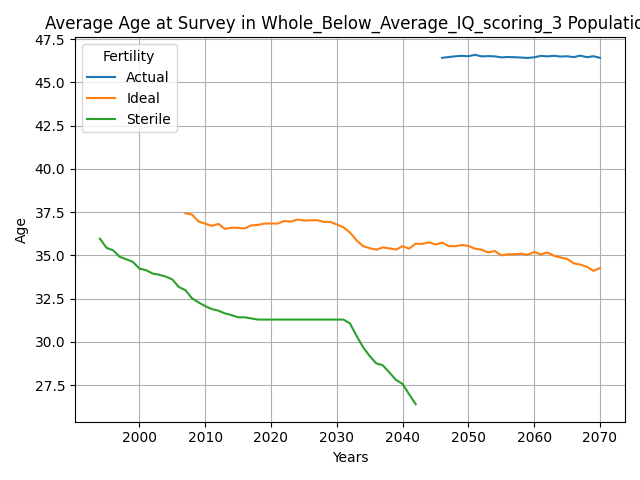 Average Age at Survey in Whole_Below_Average_IQ_scoring_3 Populatio
47.5
45.0
42.5
40.0
37.5
35.0
32.5
30.0
27.5
Age
Fertility
Actual
Ideal
Sterile
2000 2010 2020 2030 2040 2050 2060 2070
Years